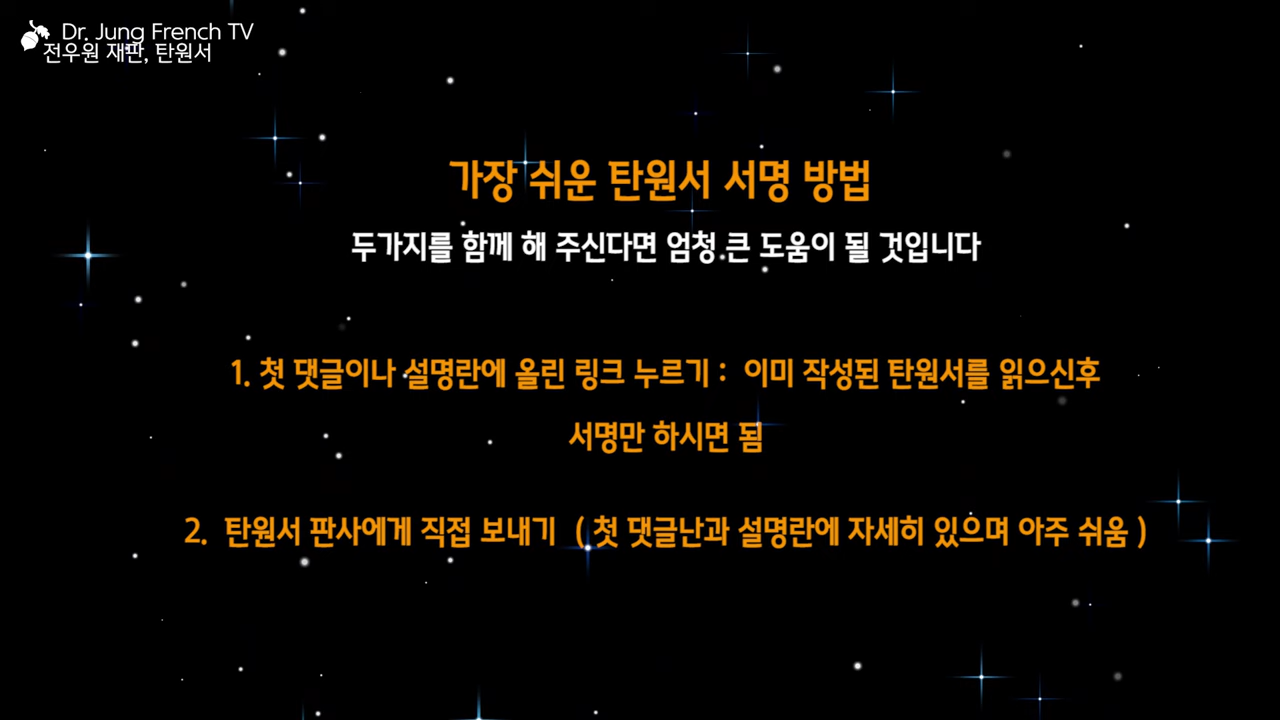 Dr. Jung French TV
전우원 재판, 탄원서
가장 쉬운 탄원서 서명 방법
두가지를 함께 해 주신다면 엄청 큰 도움이 될 것입니다
1. 첫 댓글이나 설명란에 올린 링크 누르기 : 이미 작성된 탄원서를 읽으신후
서명만 하시면 됨
2. 탄원서 판사에게 직접 보내기 ( 첫 댓글난과 설명란에 자세히 있으며 아주 쉬움 )